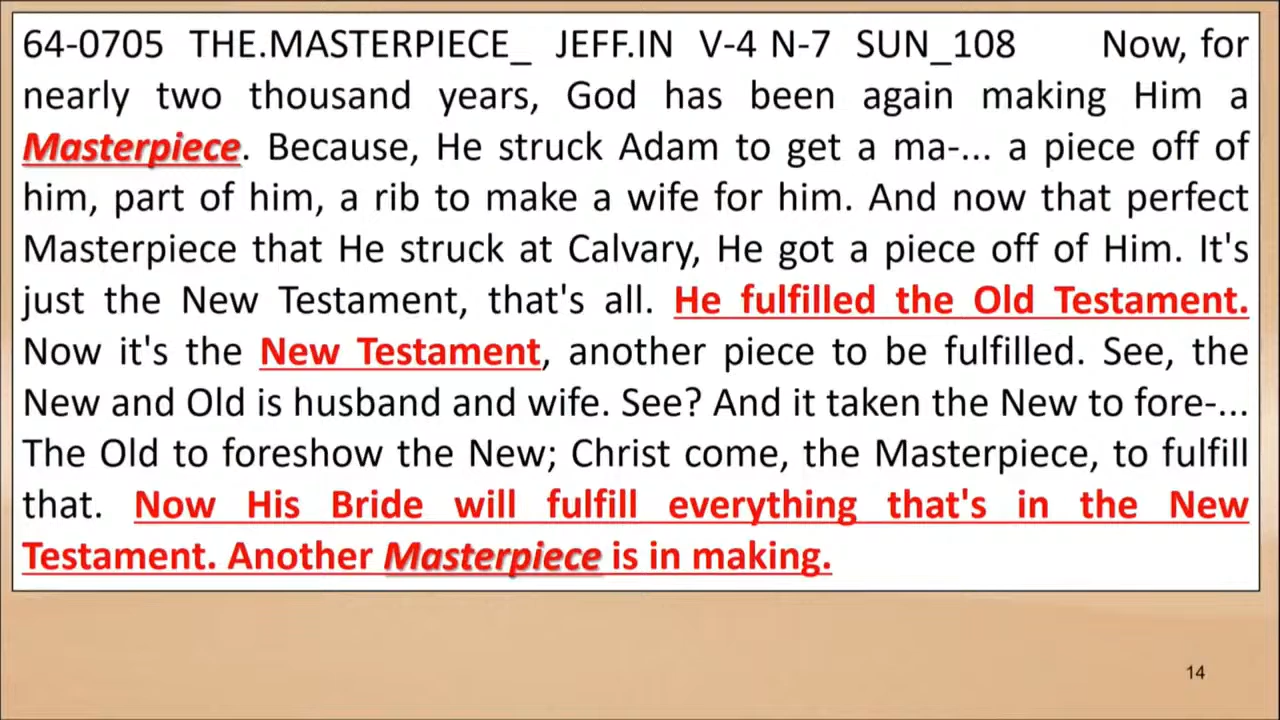 64-0705 THE.MASTERPIECE_ JEFF.IN V-4 N-7 SUN_108 Now, for
nearly two thousand years, God has been again making Him a
Masterpiece. Because, He struck Adam to get a ma-... a piece off of
him, part of him, a rib to make a wife for him. And now that perfect
Masterpiece that He struck at Calvary, He got a piece off of Him. It's
just the New Testament, that's all. He fulfilled the Old Testament.
Now it's the New Testament, another piece to be fulfilled. See, the
New and Old is husband and wife. See? And it taken the New to fore-...
The Old to foreshow the New; Christ come, the Masterpiece, to fulfill
that. Now His Bride will fulfill everything that's in the New
Testament. Another Masterpiece is in making.
14